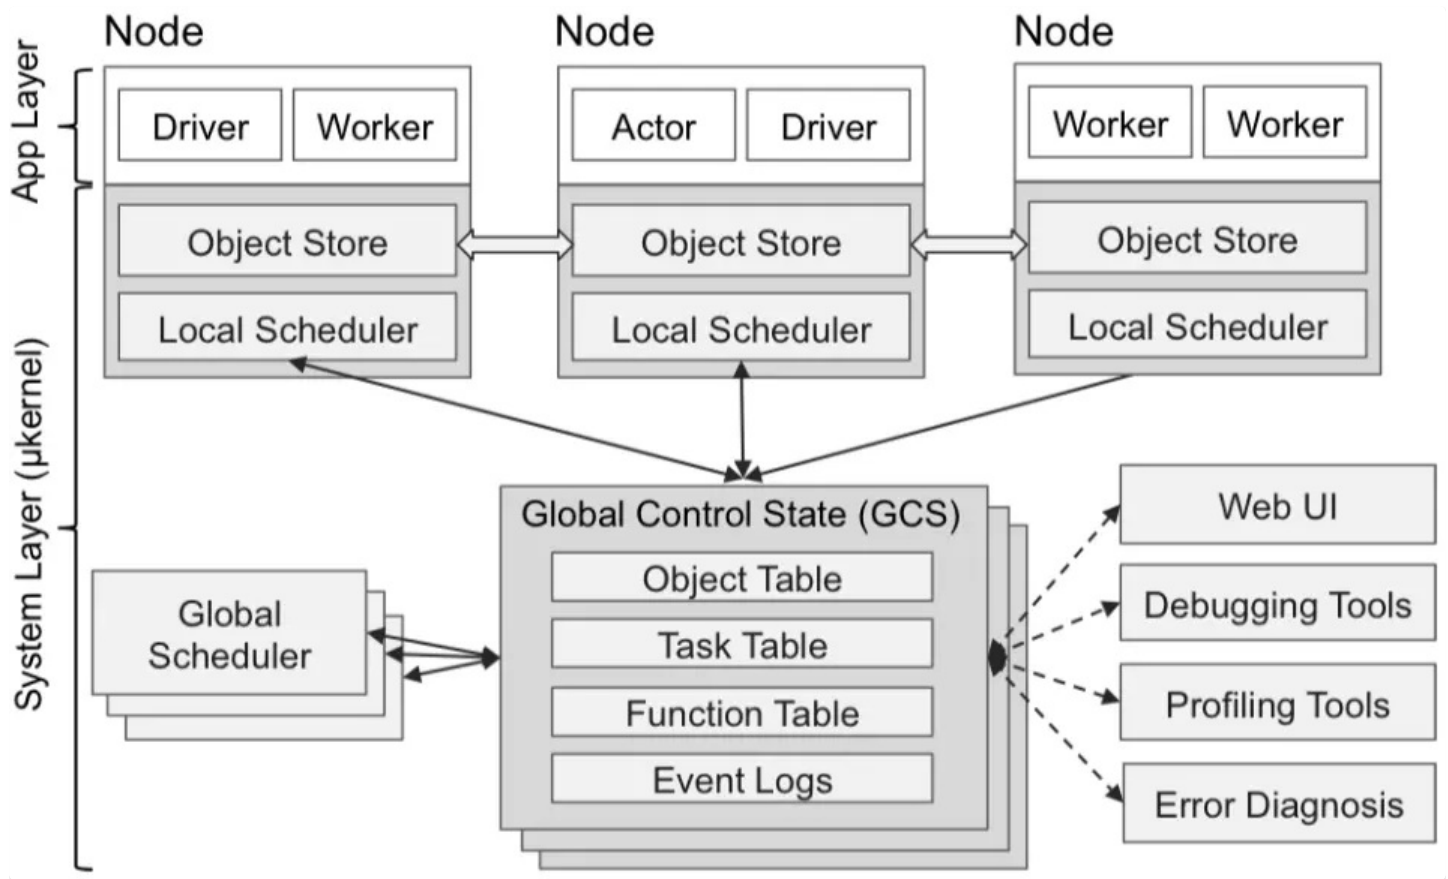 Node
Node
Node
App Layer
Driver
Worker
Actor
Driver
Worker
Worker
Object Store
Object Store
Object Store
Local Scheduler
Local Scheduler
Local Scheduler
System Layer (μkernel)
Global Control State (GCS)
Object Table
Task Table
Function Table
Event Logs
Global
Scheduler
Web UI
Debugging Tools
Profiling Tools
Error Diagnosis